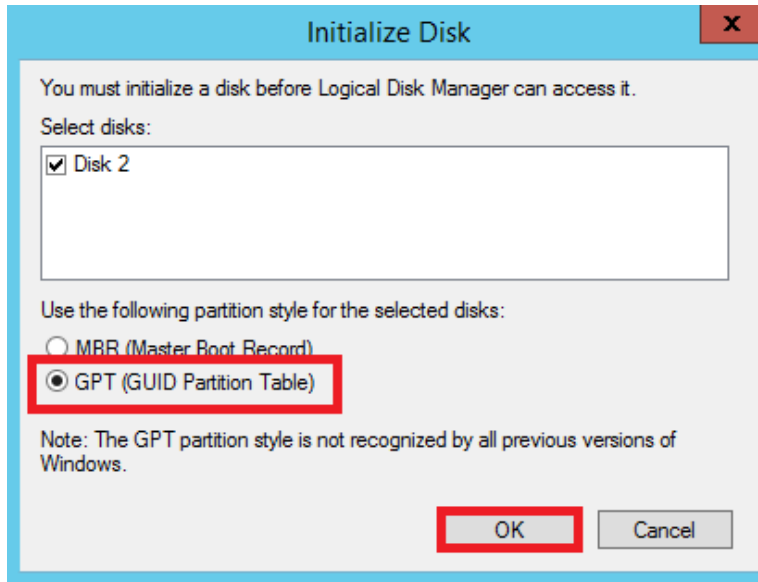 Initialize Disk
x
You must initialize a disk before Logical Disk Manager can access it.
Select disks:
Disk 2
Use the following partition style for the selected disks:
MBR (Master Boot Record)
GPT (GUID Partition Table)
Note: The GPT partition style is not recognized by all previous versions of
Windows.
OK Cancel